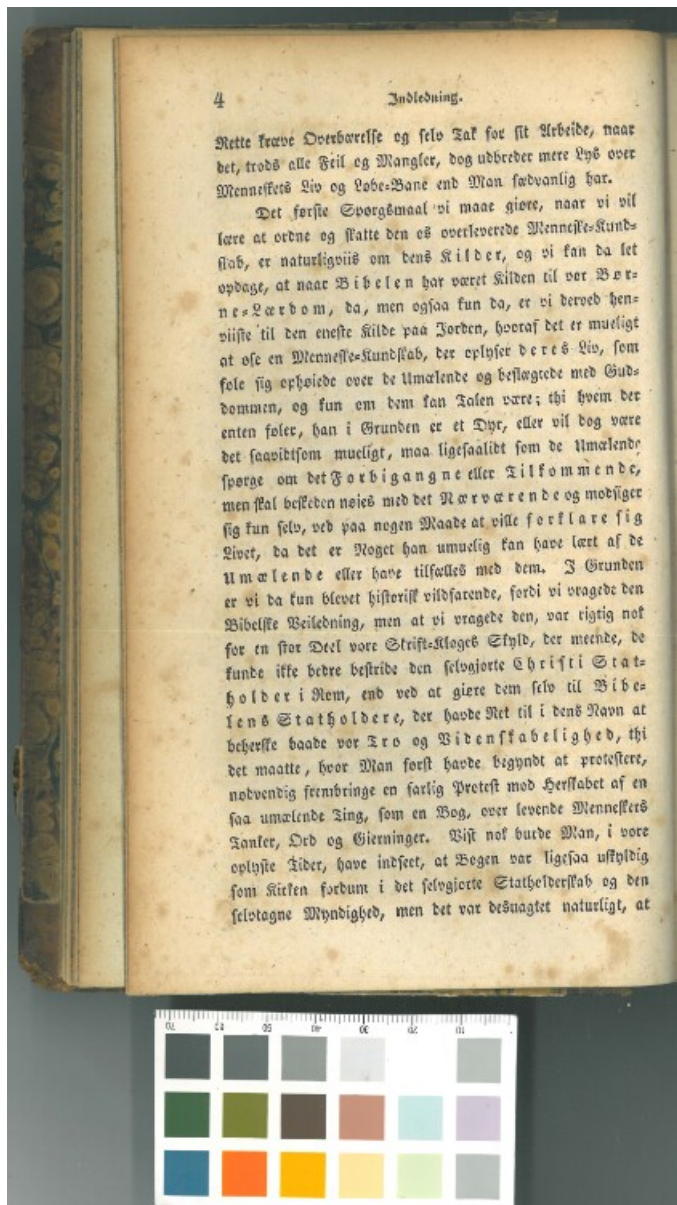 4
Indledning.
Rette kræve Overbærelse og selv Tak for sit Arbeide, naar
det, trods alle Feil og Mangler, dog udbreder mere Lys over
Menneskets Liv og Løbe-Bane end Man sædvanlig har.
Det første Spørgsmaal vi maae giøre, naar vi vil
lære at ordne og skatte den os overleverede Menneske-Kund-
skab, er naturligviis om dens Kilder, og vi kan da let
opdage, at naar Bibelen har været Kilden til vor Bør-
ne-Lærdom, da, men ogsaa kun da, er vi derved hen-
viiste til den eneste Kilde paa Jorden, hvoraf det er mueligt
at øse en Menneske-Kundskab, der oplyser deres Liv, som
føle sig ophøiede over de Umælende og beslægtede med Gud-
dommen, og kun om dem kan Talen være; thi hvem der
enten føler, han i Grunden er et Dyr, eller vil dog være
det saavidtsom mueligt, maa ligesaalidt som de Umælende
spørge om det Forbigangne eller Tilkommende,
men skal beskeden nøies med det Nærværende og modsiger
sig kun selv, ved paa nogen Maade at ville forklare sig
Livet, da det er Noget han umuelig kan have lært af de
Umælende eller have tilfælles med dem. I Grunden
er vi da kun blevet historisk vildfarende, fordi vi vragede den
Bibelske Veiledning, men at vi vragede den, var rigtig nok
for en stor Deel vore Skrift-Kloges Skyld, der meende, de
kunde ikke bedre bestride den selvgjorte Christi Stat-
holder i Rom, end ved at giøre dem selv til Bibe-
lens Statholdere, der havde Ret til i dens Navn at
beherske baade vor Tro og Videnskabelighed, thi
det maatte, hvor Man først havde begyndt at protestere,
nødvendig frembringe en særlig Protest mod Herskabet af en
saa umælende Ting, som en Bog, over levende Menneskers
Tanker, Ord og Gierninger. Vist nok burde Man, i vore
oplyste Tider, have indseet, at Bogen var ligesaa uskyldig
som Kirken fordum i det selvgjorte Statholderskab og den
selvtagne Myndighed, men det var desuagtet naturligt, at
70
50
40
30
20
10